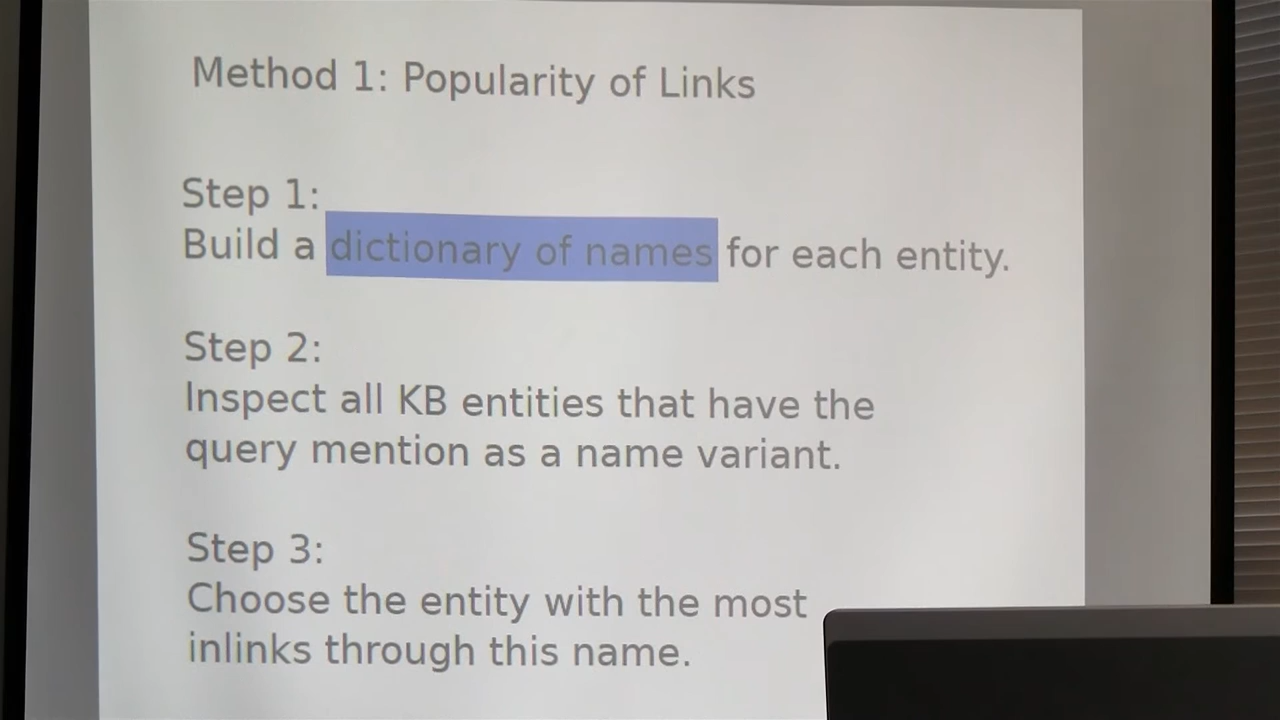 Method 1: Popularity of Links
Step 1:
Build a dictionary of names for each entity.
Step 2:
Inspect all KB entities that have the
query mention as a name variant.
Step 3:
Choose the entity with the most
inlinks through this name.